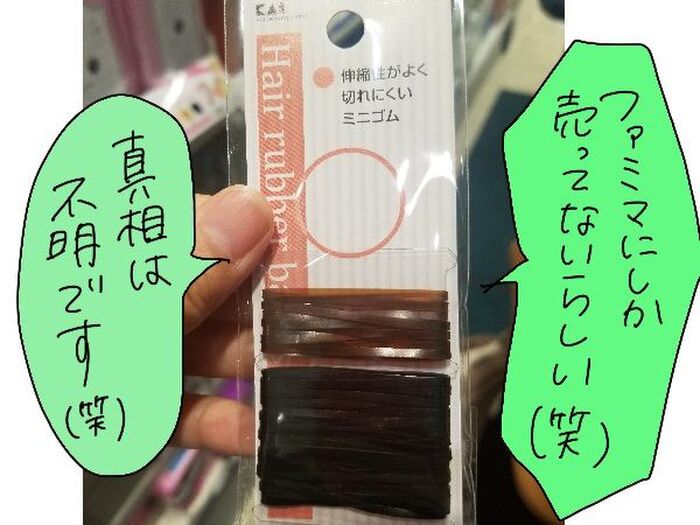 KAI
Hair rubber b
伸縮性がよく
切れにくい
ミニゴム
ファミマにしか
売ってないらしい
(笑)
真相は
不明です
(笑)